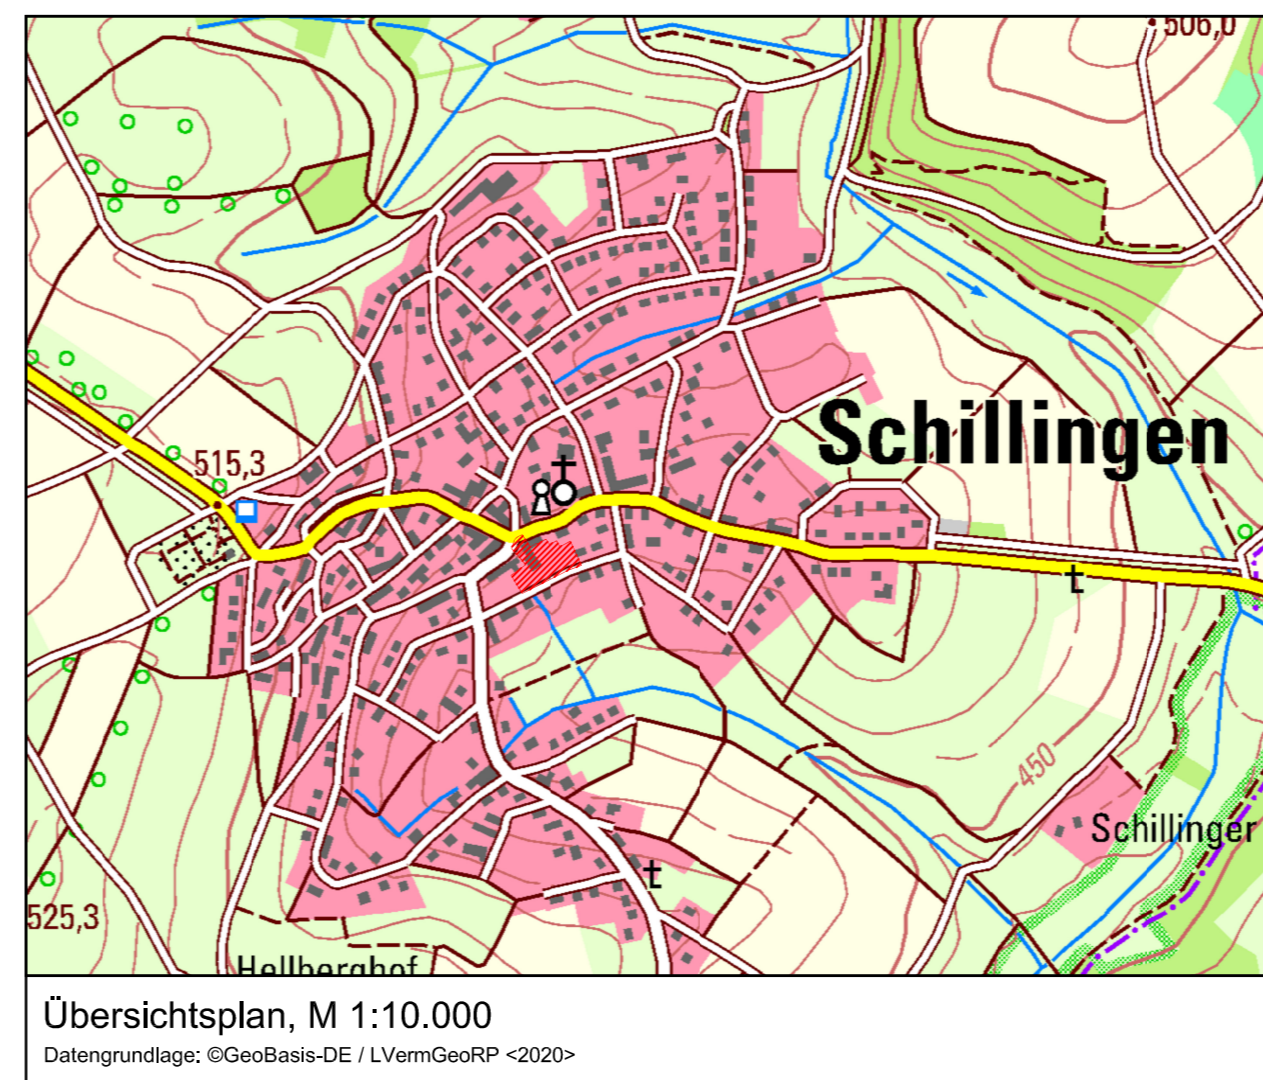 506,0
Schillingen
515,3
450
Schillinger
525,3
Hellberghof
Übersichtsplan, M 1:10.000
Datengrundlage: ©GeoBasis-DE / LVermGeoRP <2020>